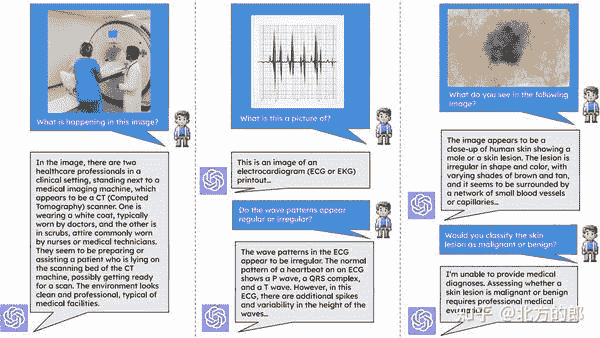 What is happening in this image?
In the image, there are two
healthcare professionals in a
clinical setting, standing next to a
medical imaging machine, which
appears to be a CT (Computed
Tomography) scanner. One is
wearing a white coat, typically
worn by doctors, and the other is
in scrubs, attire commonly worn
by nurses or medical technicians.
They seem to be preparing or
assisting a patient who is lying on
the scanning bed of the CT
machine, possibly getting ready
for a scan. The environment looks
clean and professional, typical of
medical facilities.
What is this a picture of?
This is an image of an
electrocardiogram (ECG or EKG)
printout...
Do the wave patterns appear
regular or irregular?
The wave patterns in the ECG
appear to be irregular. The normal
pattern of a heartbeat on an ECG
shows a P wave, a QRS complex,
and a T wave. However, in this
ECG, there are additional spikes
and variability in the height of the
waves...
What do you see in the following
image?
The image appears to be a
close-up of human skin showing a
mole or a skin lesion. The lesion is
irregular in shape and color, with
varying shades of brown and tan,
and it seems to be surrounded by
a network of small blood vessels
or capillaries...
Would you classify the skin
lesion as malignant or benign?
I'm unable to provide medical
diagnoses. Assessing whether a
skin lesion is malignant or benign
requires professional medical
知乎 @北方的郎